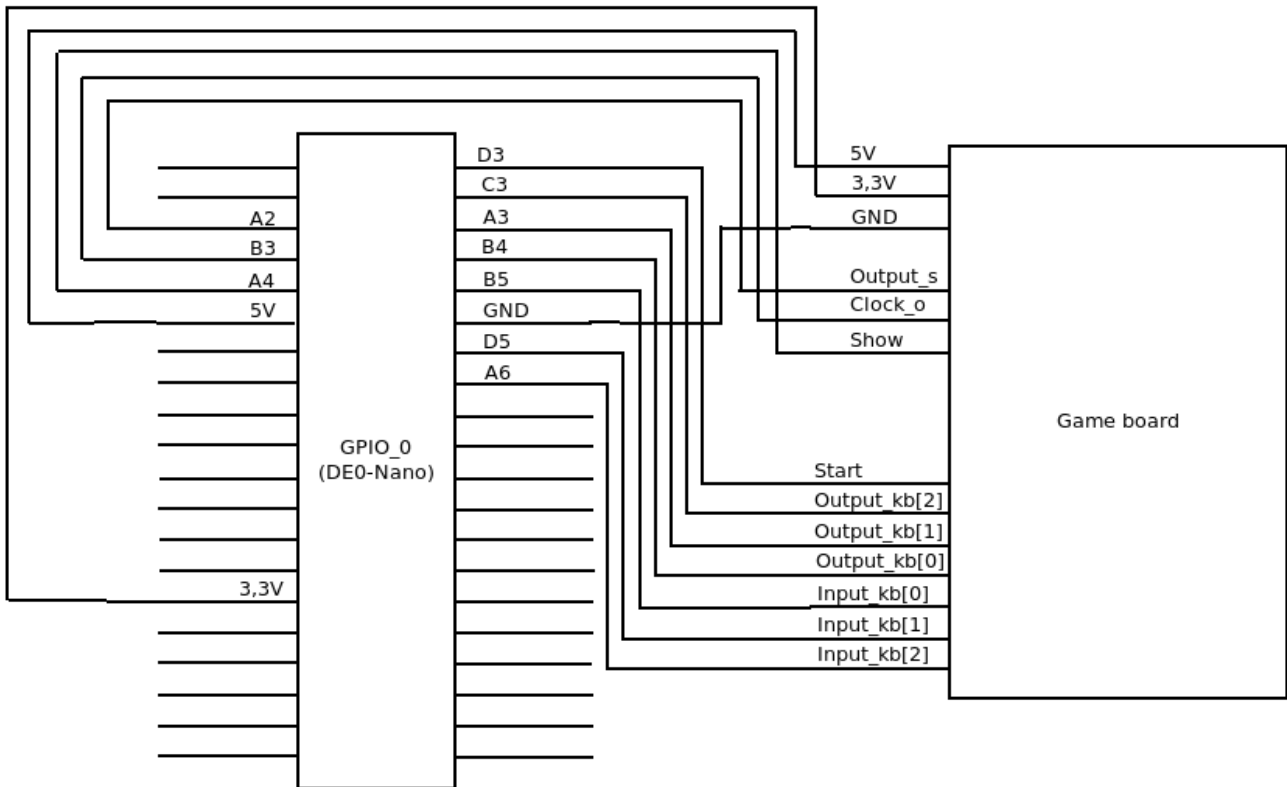 A2
B3
A4
5V
3,3V
GPIO_0
(DE0-Nano)
D3
C3
A3
B4
B5
GND
D5
A6
5V
3,3V
GND
Output_s
Clock_o
Show
Start
Output_kb[2]
Output_kb[1]
Output_kb[0]
Input_kb[0]
Input_kb[1]
Input_kb[2]
Game board